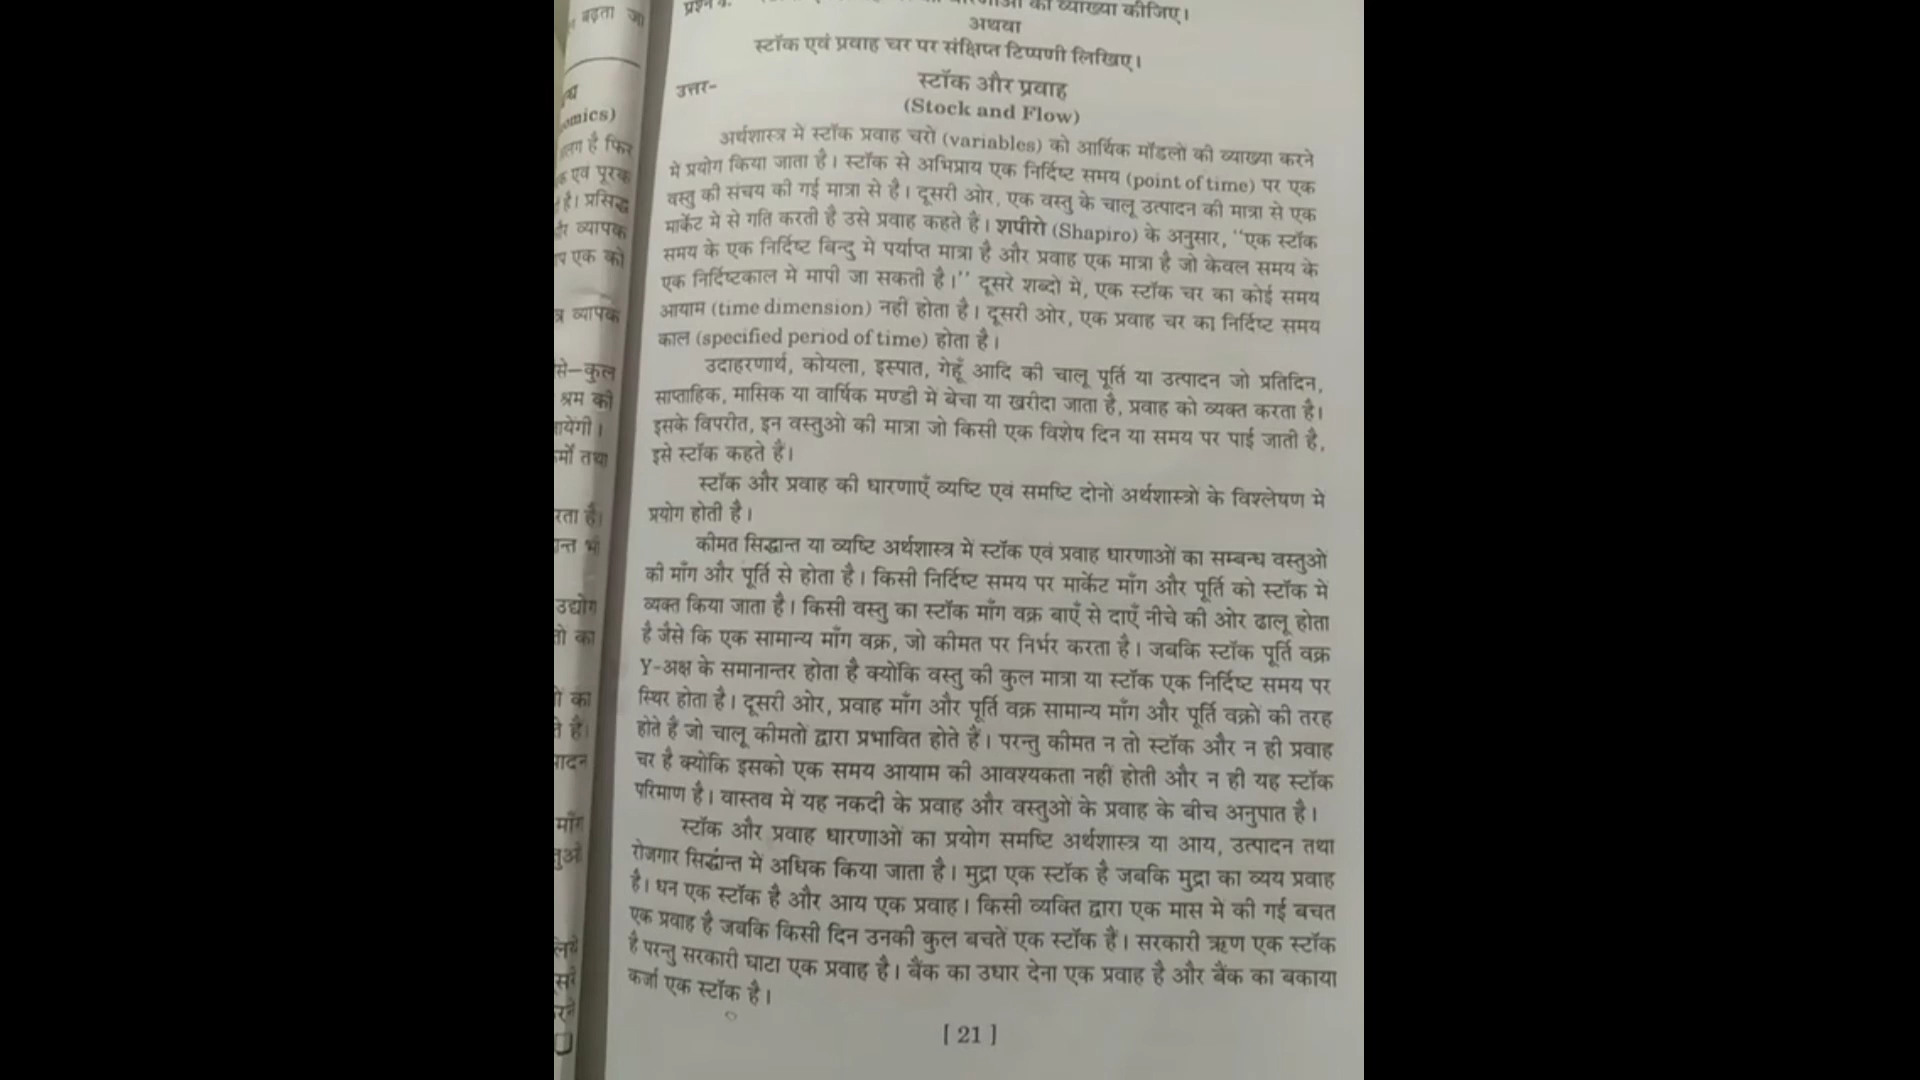 बढ़ता जा
प्रश्न 4. की व्याख्या कीजिए।
अथवा
स्टॉक एवं प्रवाह चर पर संक्षिप्त टिप्पणी लिखिए।
उत्तर- स्टॉक और प्रवाह
(Stock and Flow)
अर्थशास्त्र मे स्टॉक प्रवाह चरो (variables) को आर्थिक मॉडलो की व्याख्या करने
मे प्रयोग किया जाता है। स्टॉक से अभिप्राय एक निर्दिष्ट समय (point of time) पर एक
वस्तु की संचय की गई मात्रा से है। दूसरी ओर, एक वस्तु के चालू उत्पादन की मात्रा से एक
मार्केट मे से गति करती है उसे प्रवाह कहते है। शपीरो (Shapiro) के अनुसार, ''एक स्टॉक
समय के एक निर्दिष्ट बिन्दु मे पर्याप्त मात्रा है और प्रवाह एक मात्रा है जो केवल समय के
एक निर्दिष्टकाल मे मापी जा सकती है।'' दूसरे शब्दो मे, एक स्टॉक चर का कोई समय
आयाम (time dimension) नही होता है। दूसरी ओर, एक प्रवाह चर का निर्दिष्ट समय
काल (specified period of time) होता है।
उदाहरणार्थ, कोयला, इस्पात, गेहूँ आदि की चालू पूर्ति या उत्पादन जो प्रतिदिन,
साप्ताहिक, मासिक या वार्षिक मण्डी में बेचा या खरीदा जाता है, प्रवाह को व्यक्त करता है।
इसके विपरीत, इन वस्तुओ की मात्रा जो किसी एक विशेष दिन या समय पर पाई जाती है,
इसे स्टॉक कहते हैं।
स्टॉक और प्रवाह की धारणाएँ व्यष्टि एवं समष्टि दोनो अर्थशास्त्रो के विश्लेषण मे
प्रयोग होती है।
कीमत सिद्धान्त या व्यष्टि अर्थशास्त्र में स्टॉक एवं प्रवाह धारणाओं का सम्बन्ध वस्तुओं
की माँग और पूर्ति से होता है। किसी निर्दिष्ट समय पर मार्केट माँग और पूर्ति को स्टॉक में
व्यक्त किया जाता है। किसी वस्तु का स्टॉक माँग वक्र बाएँ से दाएँ नीचे की ओर ढालू होता
है जैसे कि एक सामान्य माँग वक्र, जो कीमत पर निर्भर करता है। जबकि स्टॉक पूर्ति वक्र
Y-अक्ष के समानान्तर होता है क्योकि वस्तु की कुल मात्रा या स्टॉक एक निर्दिष्ट समय पर
स्थिर होता है। दूसरी ओर, प्रवाह माँग और पूर्ति वक्र सामान्य माँग और पूर्ति वक्रो की तरह
होते हैं जो चालू कीमतों द्वारा प्रभावित होते हैं। परन्तु कीमत न तो स्टॉक और न ही प्रवाह
चर है क्योकि इसको एक समय आयाम की आवश्यकता नही होती और न ही यह स्टॉक
परिमाण है। वास्तव में यह नकदी के प्रवाह और वस्तुओं के प्रवाह के बीच अनुपात है।
स्टॉक और प्रवाह धारणाओं का प्रयोग समष्टि अर्थशास्त्र या आय, उत्पादन तथा
रोजगार सिर्द्धान्त में अधिक किया जाता है। मुद्रा एक स्टॉक है जबकि मुद्रा का व्यय प्रवाह
है। धन एक स्टॉक है और आय एक प्रवाह। किसी व्यक्ति द्वारा एक मास मे की गई बचत
एक प्रवाह है जबकि किसी दिन उनकी कुल बचतें एक स्टॉक हैं। सरकारी ऋण एक स्टॉक
है परन्तु सरकारी घाटा एक प्रवाह है। बैंक का उधार देना एक प्रवाह है और बैंक का बकाया
कर्जा एक स्टॉक है।
[ 21 ]